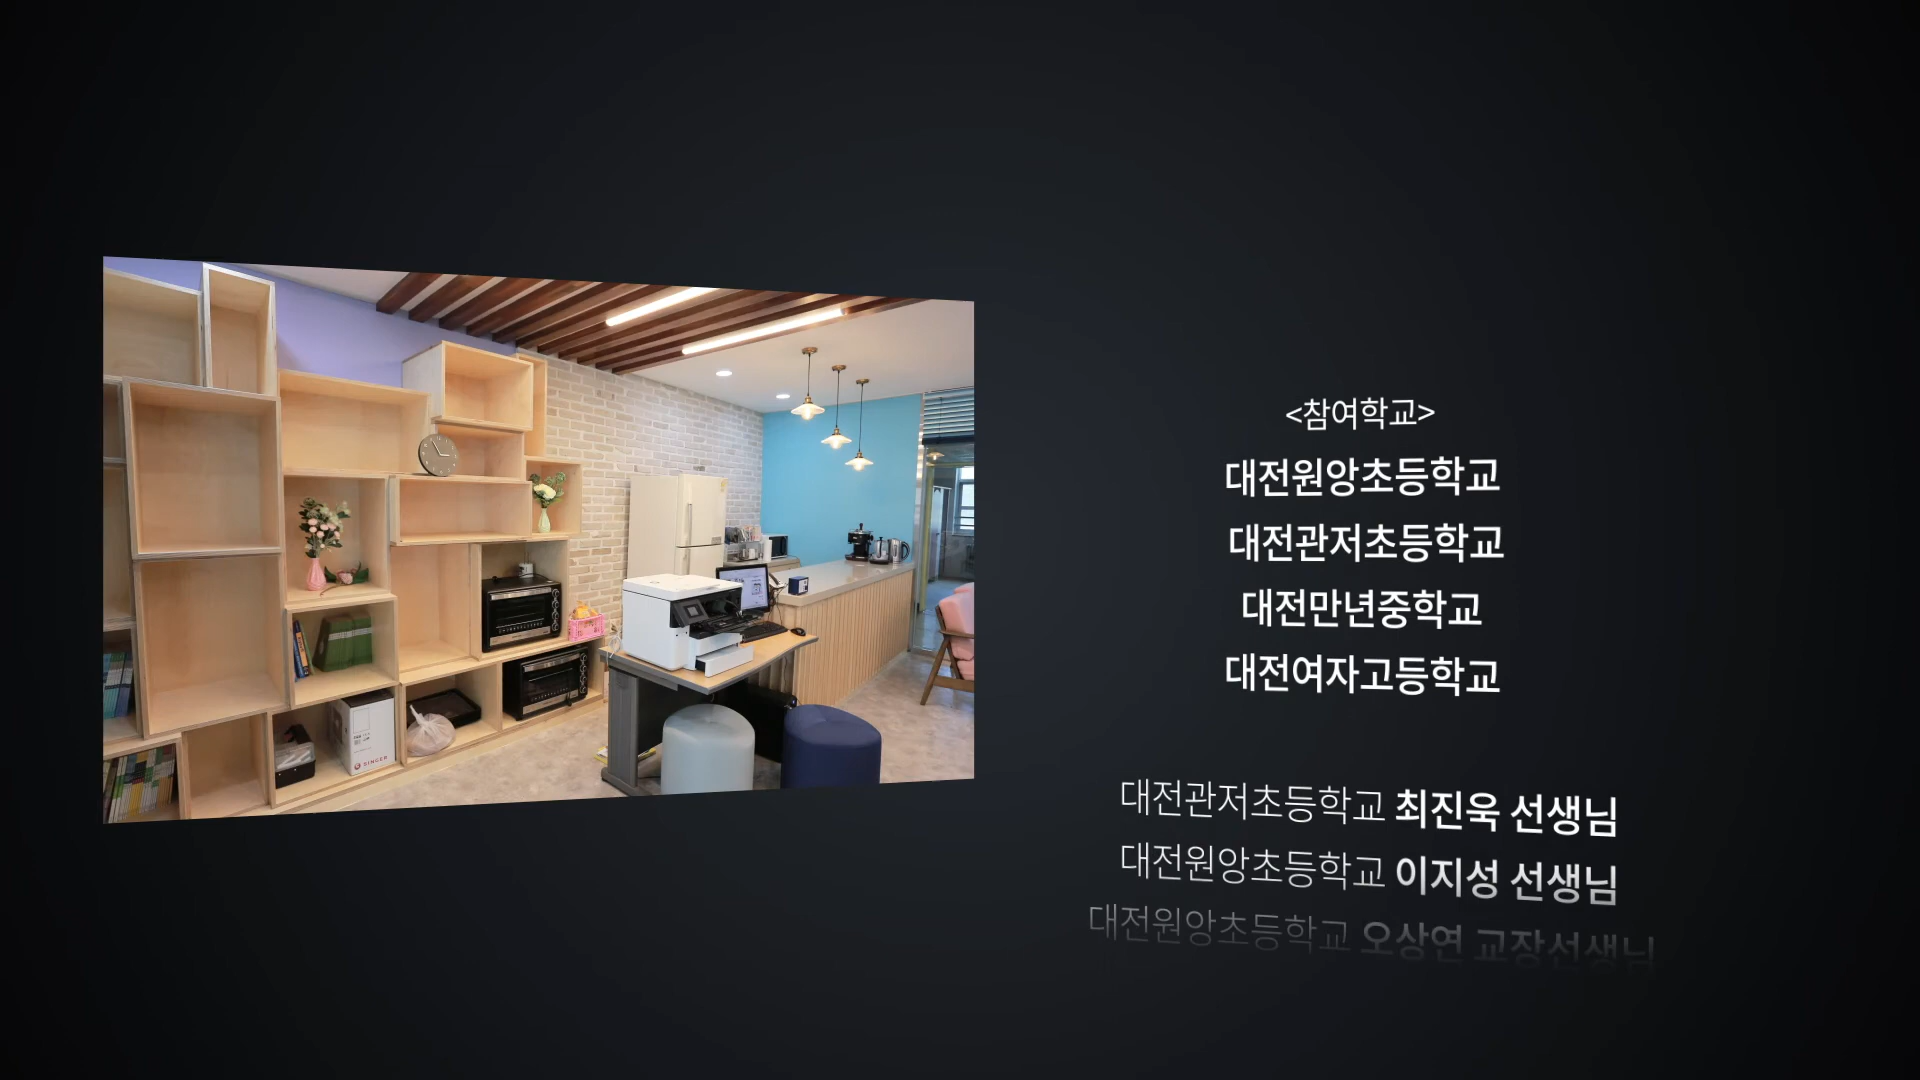 <참여학교>
대전원앙초등학교
대전관저초등학교
대전만년중학교
대전여자고등학교
대전관저초등학교 최진욱 선생님
대전원앙초등학교 이지성 선생님
대전원앙초등학교 오상연 교장선생님
SINGER